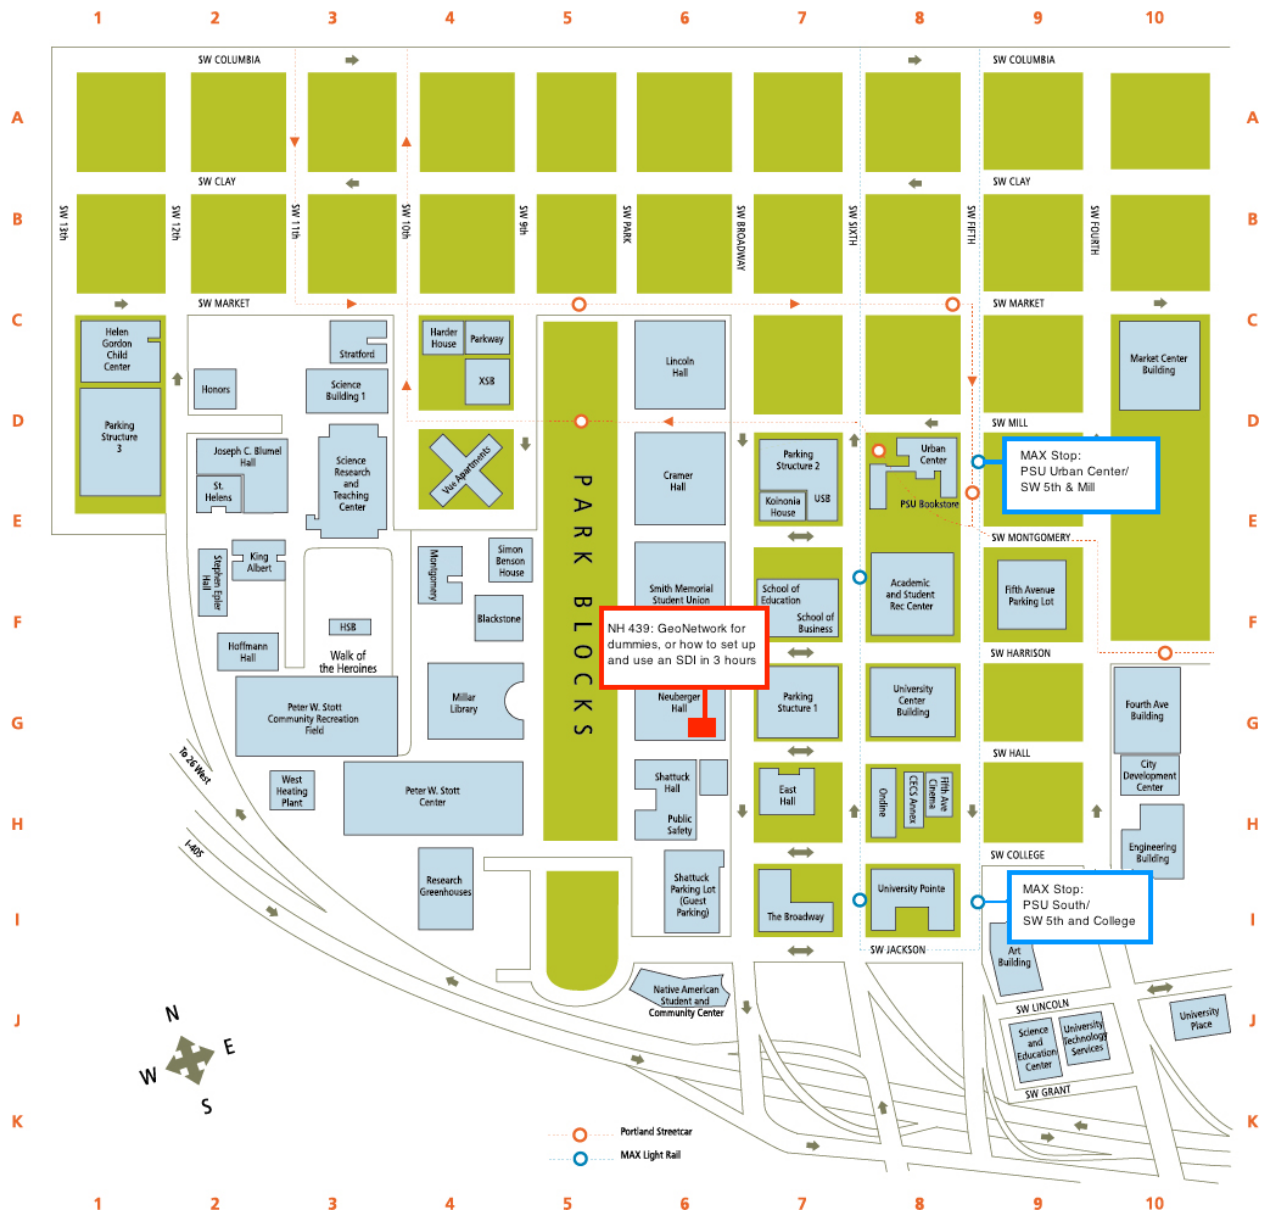 1 2 3 4 5 6 7 8 9 10
SW COLUMBIA
SW COLUMBIA
A
A
SW CLAY
SW CLAY
B
B
SW 13th
SW 12th
SW 11th
SW 10th
SW 9th
SW PARK
SW BROADWAY
SW SIXTH
SW FIFTH
SW FOURTH
SW MARKET
SW MARKET
C
C
Helen
Gordon
Child
Center
Stratford
Harder
House
Parkway
XSB
Lincoln
Hall
Market Center
Building
Honors
Science
Building 1
D
D
SW MILL
Parking
Structure
3
Joseph C. Blumel
Hall
St.
Helens
Science
Research
and
Teaching
Center
Vue Apartments
PARK BLOCKS
Cramer
Hall
Parking
Structure 2
Koinonia
House
USB
Urban
Center
PSU Bookstore
MAX Stop:
PSU Urban Center/
SW 5th & Mill
E
E
SW MONTGOMERY
Stephen Epler
Hall
King
Albert
Montgomery
Simon
Benson
House
Blackstone
Smith Memorial
Student Union
School of
Education
School of
Business
Academic
and Student
Rec Center
Fifth Avenue
Parking Lot
F
F
HSB
Hoffmann
Hall
Walk of
the Heroines
NH 439: GeoNetwork for
dummies, or how to set up
and use an SDI in 3 hours
SW HARRISON
Peter W. Stott
Community Recreation
Field
Millar
Library
Neuberger
Hall
Parking
Stucture 1
University
Center
Building
Fourth Ave
Building
G
G
SW HALL
To 26 West
West
Heating
Plant
Peter W. Stott
Center
Shattuck
Hall
Public
Safety
East
Hall
Ondine
CECS Annex
Fifth Ave
Cinema
City
Development
Center
H
H
I-405
SW COLLEGE
Engineering
Building
Research
Greenhouses
Shattuck
Parking Lot
(Guest
Parking)
The Broadway
University Pointe
MAX Stop:
PSU South/
SW 5th and College
I
I
SW JACKSON
Art
Building
Native American
Student and
Community Center
SW LINCOLN
University
Place
J
J
Science
and
Education
Center
University
Technology
Services
SW GRANT
N
E
W
S
K
K
Portland Streetcar
MAX Light Rail
1 2 3 4 5 6 7 8 9 10